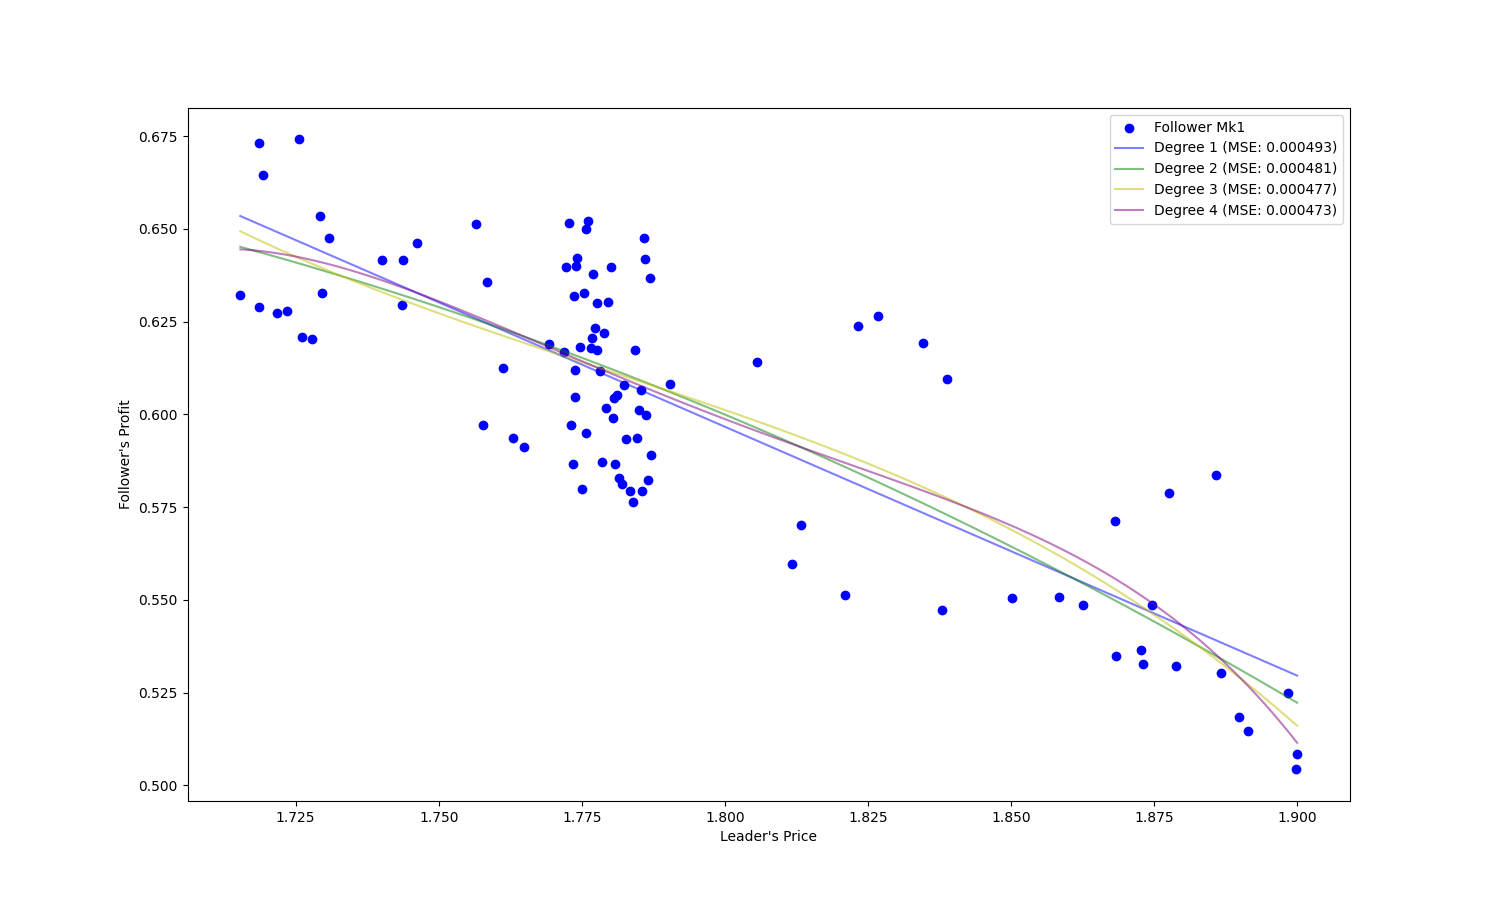 Follower Mk1
Degree 1 (MSE: 0.000493)
Degree 2 (MSE: 0.000481)
Degree 3 (MSE: 0.000477)
Degree 4 (MSE: 0.000473)
0.675
0.650
0.625
0.600
0.575
0.550
0.525
0.500
Follower's Profit
1.725 1.750 1.775 1.800 1.825 1.850 1.875 1.900
Leader's Price